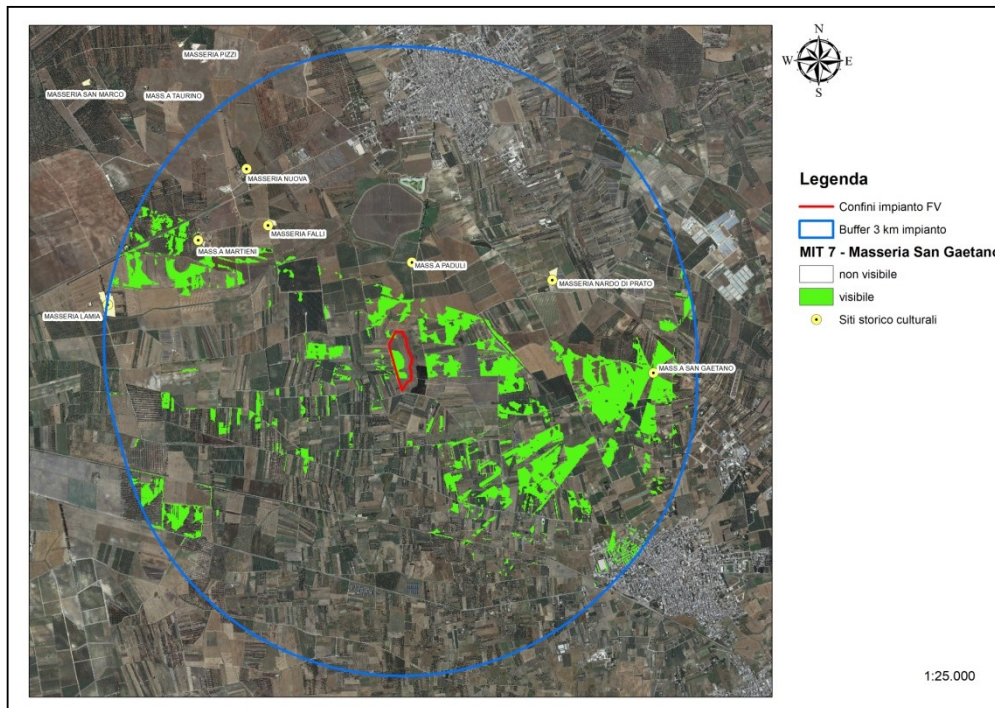 MASSERIA PIZZI
MASSERIA SAN MARCO
MASS.A TAURINO
MASSERIA NUOVA
MASSERIA FALLI
MASS.A MARTIENI
MASS.A PADULI
MASSERIA NARDO DI PRATO
MASSERIA LAMIA
MASS.A SAN GAETANO
N
W
E
S
Legenda
Confini impianto FV
Buffer 3 km impianto
MIT 7 - Masseria San Gaetano
non visibile
visibile
Siti storico culturali
1:25.000